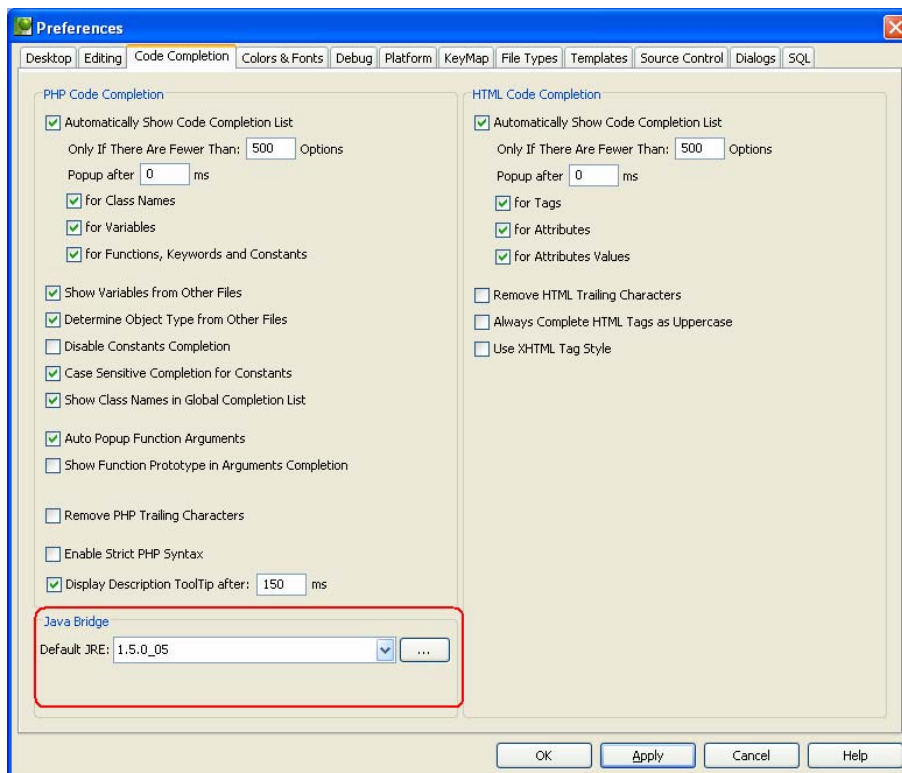 Preferences
Desktop Editing Code Completion Colors & Fonts Debug Platform KeyMap File Types Templates Source Control Dialogs SQL
PHP Code Completion
Automatically Show Code Completion List
Only If There Are Fewer Than: 500 Options
Popup after 0 ms
for Class Names
for Variables
for Functions, Keywords and Constants
Show Variables from Other Files
Determine Object Type from Other Files
Disable Constants Completion
Case Sensitive Completion for Constants
Show Class Names in Global Completion List
Auto Popup Function Arguments
Show Function Prototype in Arguments Completion
Remove PHP Trailing Characters
Enable Strict PHP Syntax
Display Description ToolTip after: 150 ms
Java Bridge
Default JRE: 1.5.0_05 ...
HTML Code Completion
Automatically Show Code Completion List
Only If There Are Fewer Than: 500 Options
Popup after 0 ms
for Tags
for Attributes
for Attributes Values
Remove HTML Trailing Characters
Always Complete HTML Tags as Uppercase
Use XHTML Tag Style
OK Apply Cancel Help